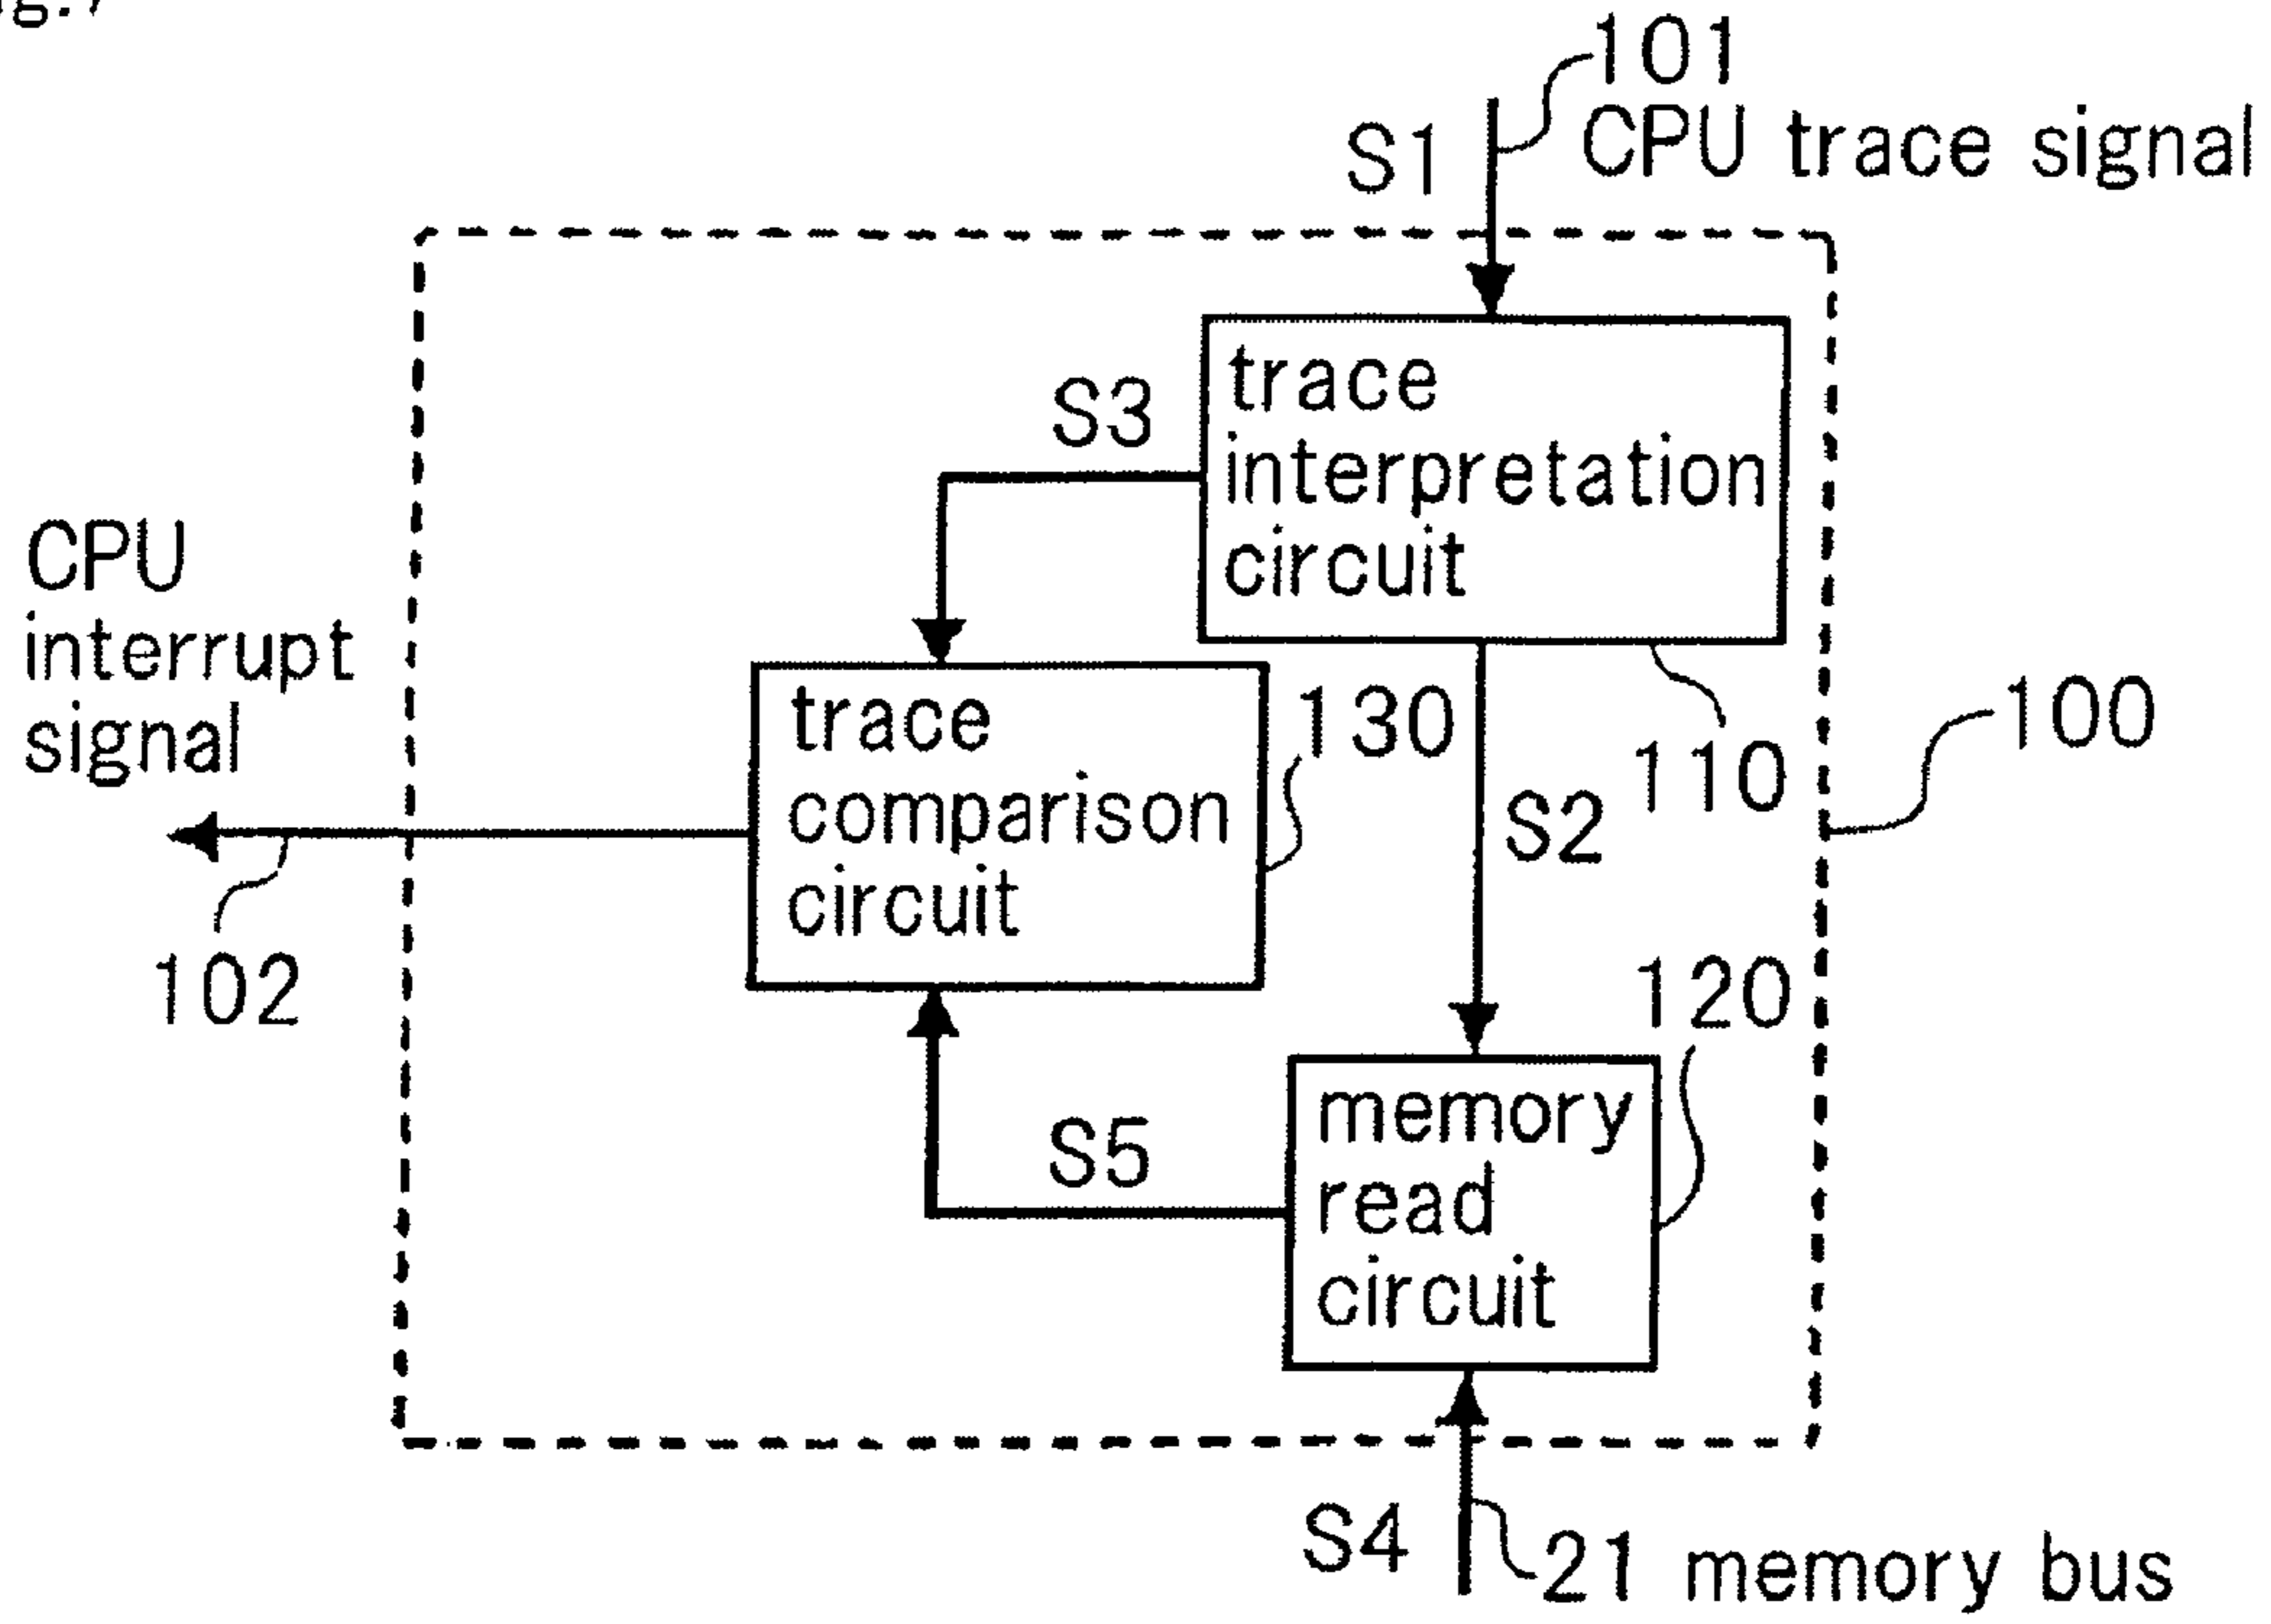 101
CPU trace signal
S1
trace
interpretation
circuit
S3
CPU
interrupt
signal
trace
comparison
circuit
130
110
100
S2
102
120
memory
read
circuit
S5
S4
21 memory bus